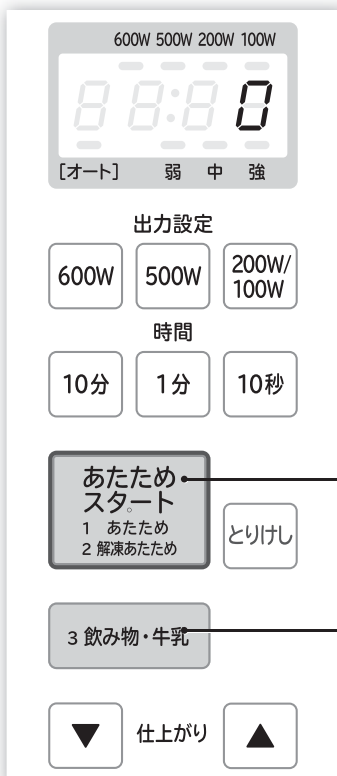 600W 500W 200W 100W
0
[オート] 弱 中 強
出力設定
600W 500W 200W/
100W
時間
10分 1分 10秒
あたため
スタート
1 あたため
2 解凍あたため
とりけし
3 飲み物・牛乳
▼ 仕上がり ▲